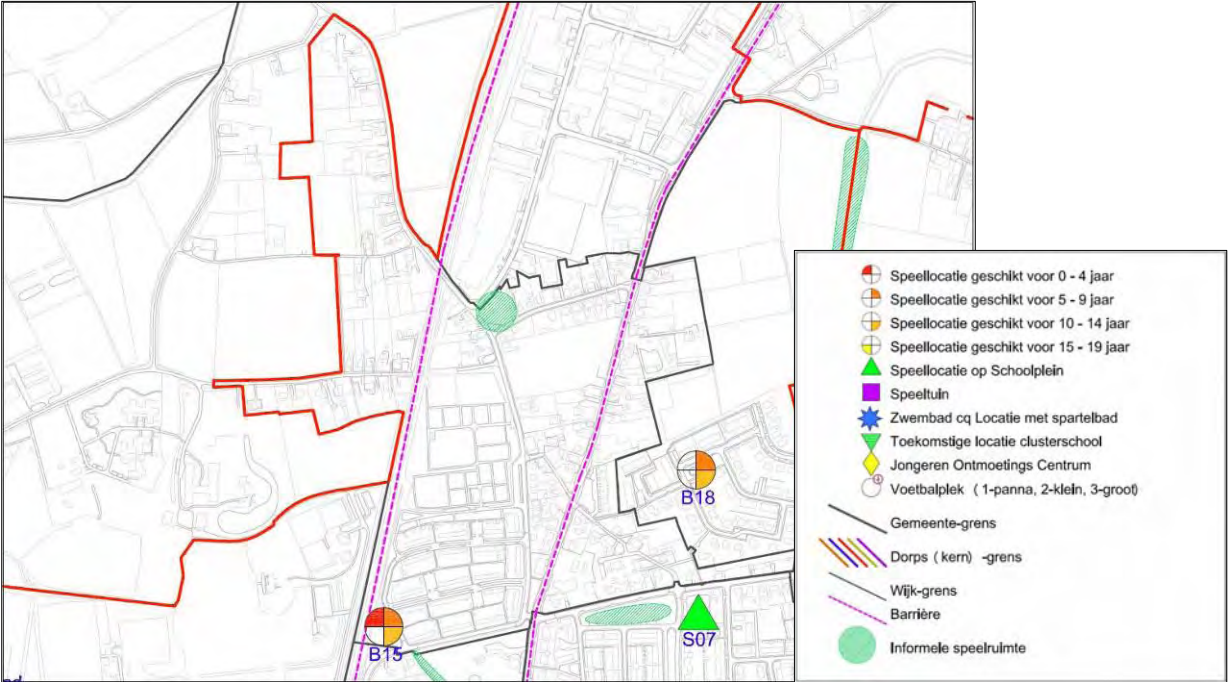 B18
B15
S07
Speellocatie geschikt voor 0 - 4 jaar
Speellocatie geschikt voor 5 - 9 jaar
Speellocatie geschikt voor 10 - 14 jaar
Speellocatie geschikt voor 15 - 19 jaar
Speellocatie op Schoolplein
Speeltuin
Zwembad cq Locatie met spartelbad
Toekomstige locatie clusterschool
Jongeren Ontmoetings Centrum
Voetbalplek ( 1-panna, 2-klein, 3-groot)
Gemeente-grens
Dorps ( kern) -grens
Wijk-grens
Barrière
Informele speelruimte